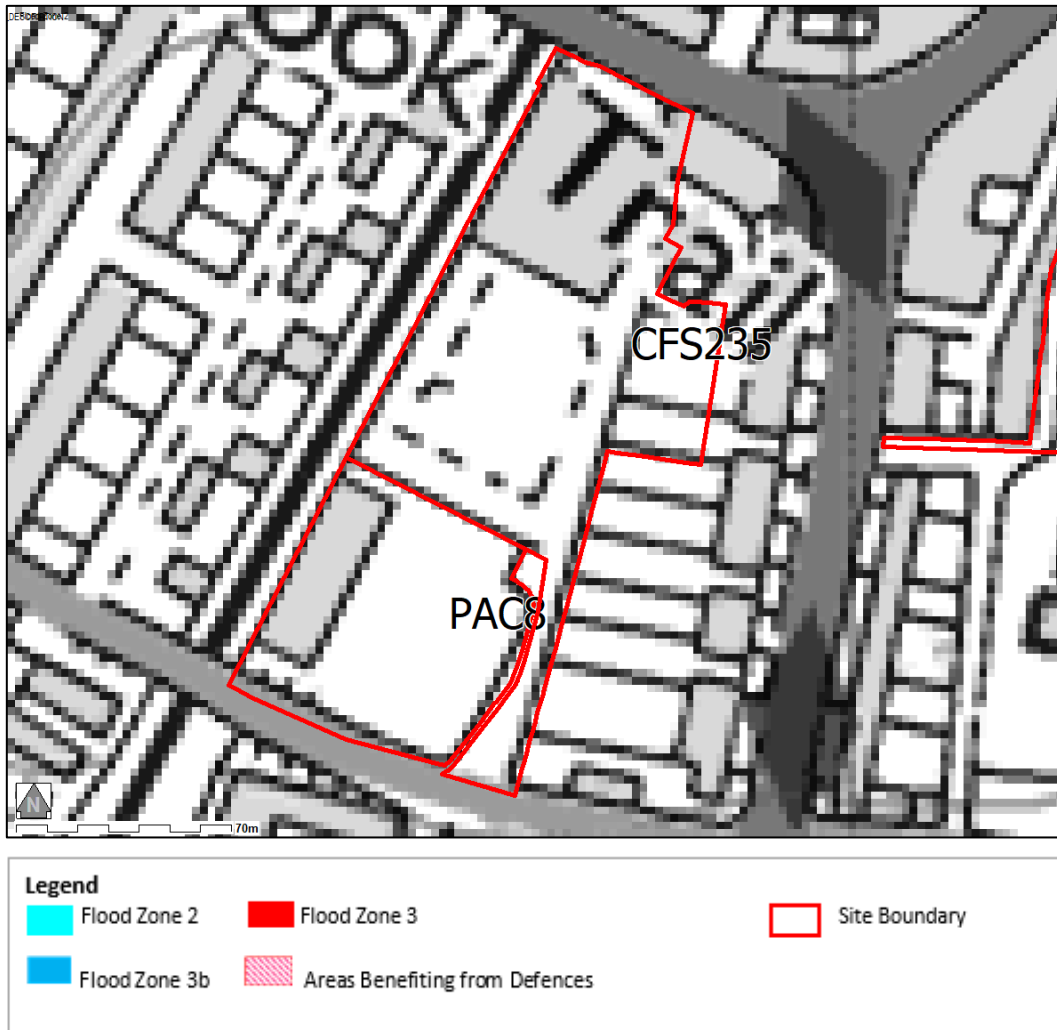 CFS235
PAC8
N
70m
Legend
Flood Zone 2
Flood Zone 3
Site Boundary
Flood Zone 3b
Areas Benefiting from Defences